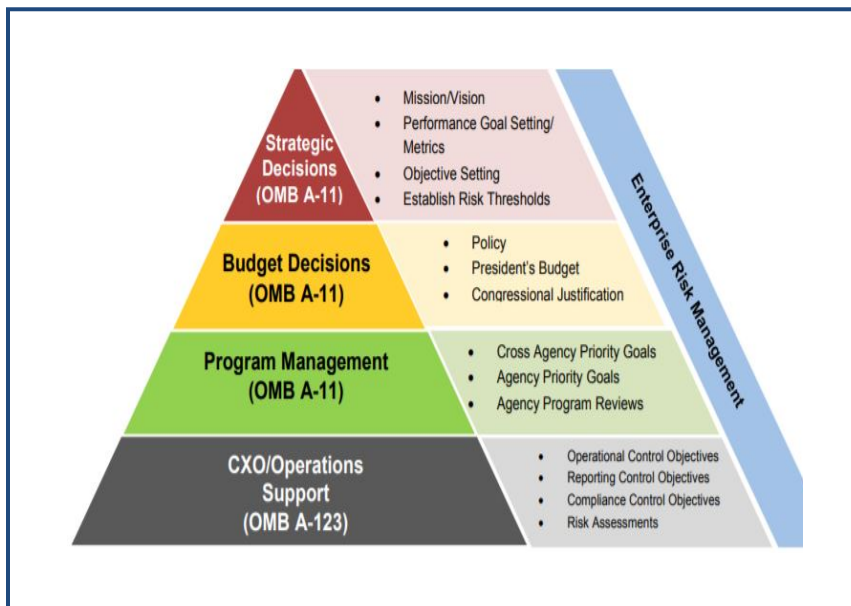 Strategic
Decisions
(OMB A-11)
• Mission/Vision
• Performance Goal Setting/
Metrics
• Objective Setting
• Establish Risk Thresholds
Budget Decisions
(OMB A-11)
• Policy
• President's Budget
• Congressional Justification
Program Management
(OMB A-11)
• Cross Agency Priority Goals
• Agency Priority Goals
• Agency Program Reviews
CXO/Operations
Support
(OMB A-123)
• Operational Control Objectives
• Reporting Control Objectives
• Compliance Control Objectives
• Risk Assessments
Enterprise Risk Management